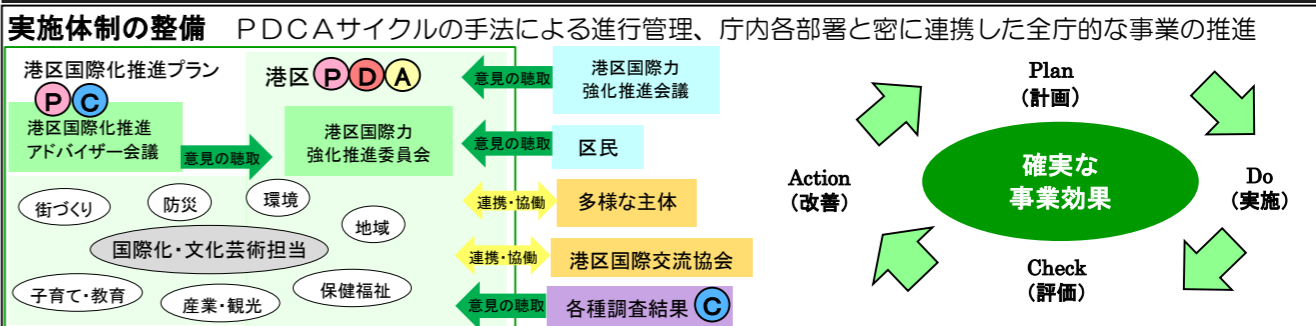 実施体制の整備 PDCAサイクルの手法による進行管理、庁内各部署と密に連携した全庁的な事業の推進
港区国際化推進プラン
P C
港区国際化推進
アドバイザー会議
意見の聴取
港区 P D A
港区国際力
強化推進委員会
意見の聴取
港区国際力
強化推進会議
意見の聴取
区民
連携・協働
多様な主体
連携・協働
港区国際交流協会
意見の聴取
各種調査結果 C
街づくり
防災
環境
地域
国際化・文化芸術担当
子育て・教育
産業・観光
保健福祉
Plan
(計画)
Action
(改善)
確実な
事業効果
Do
(実施)
Check
(評価)